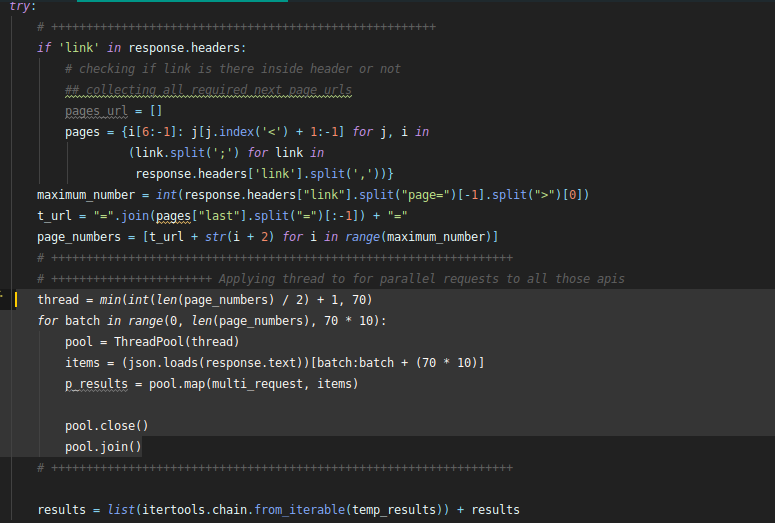 try:
# +++++++++++++++++++++++++++++++++++++++++++++++++++++++
if 'link' in response.headers:
# checking if link is there inside header or not
## collecting all required next page urls
pages_url = []
pages = {i[6:-1]: j[j.index('<') + 1:-1] for j, i in
(link.split(';') for link in
response.headers['link'].split(','))}
maximum_number = int(response.headers["link"].split("page=")[-1].split(">")[0])
t_url = "=".join(pages["last"].split("=")[:-1]) + "="
page_numbers = [t_url + str(i + 2) for i in range(maximum_number)]
# ++++++++++++++++++++++++++++++++++++++++++++++++++++++++++++++++++
# +++++++++++++++++++++++ Applying thread to for parallel requests to all those apis
thread = min(int(len(page_numbers) / 2) + 1, 70)
for batch in range(0, len(page_numbers), 70 * 10):
pool = ThreadPool(thread)
items = (json.loads(response.text))[batch:batch + (70 * 10)]
p_results = pool.map(multi_request, items)
pool.close()
pool.join()
# ++++++++++++++++++++++++++++++++++++++++++++++++++++++++++++++++++
results = list(itertools.chain.from_iterable(temp_results)) + results